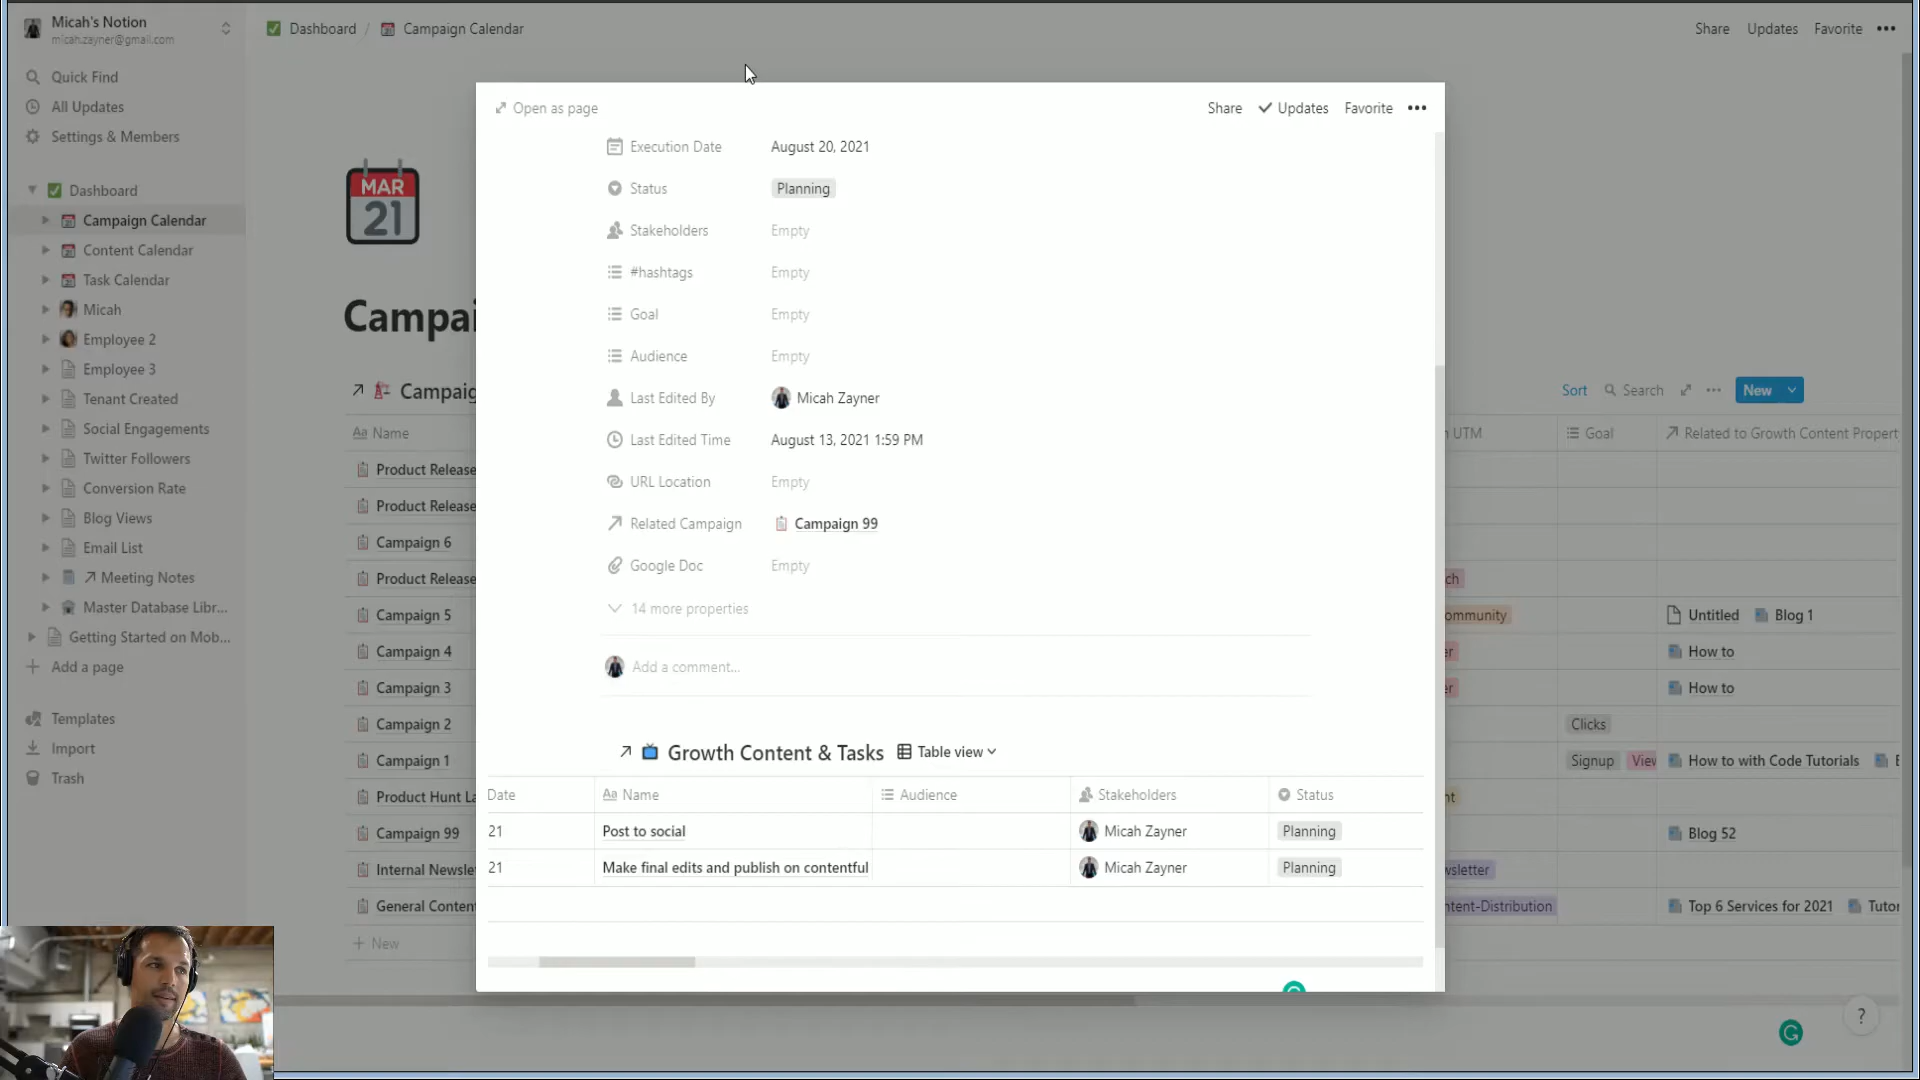 Micah's Notion
micah.zayner@gmail.com
Dashboard / Campaign Calendar
Share Updates Favorite
Quick Find
All Updates
Settings & Members
Dashboard
Campaign Calendar
Content Calendar
Task Calendar
Micah
Employee 2
Employee 3
Tenant Created
Social Engagements
Twitter Followers
Conversion Rate
Blog Views
Email List
Meeting Notes
Master Database Libr...
Getting Started on Mob...
Add a page
Templates
Import
Trash
MAR
21
Campai
Campaig
Aa Name
Product Release
Product Release
Campaign 6
Product Release
Campaign 5
Campaign 4
Campaign 3
Campaign 2
Campaign 1
Product Hunt La
Campaign 99
Internal Newsle
General Conten
+ New
Open as page
Share Updates Favorite
Execution Date August 20, 2021
Status Planning
Stakeholders Empty
#hashtags Empty
Goal Empty
Audience Empty
Last Edited By Micah Zayner
Last Edited Time August 13, 2021 1:59 PM
URL Location Empty
Related Campaign Campaign 99
Google Doc Empty
14 more properties
Add a comment...
Growth Content & Tasks Table view
Date Aa Name Audience Stakeholders Status
21 Post to social Micah Zayner Planning
21 Make final edits and publish on contentful Micah Zayner Planning
Sort Search New
UTM Goal Related to Growth Content Propert
ch
ommunity Untitled Blog 1
er How to
er How to
Clicks
Signup View How to with Code Tutorials E
nt
Blog 52
wsletter
ntent-Distribution Top 6 Services for 2021 Tutor
?